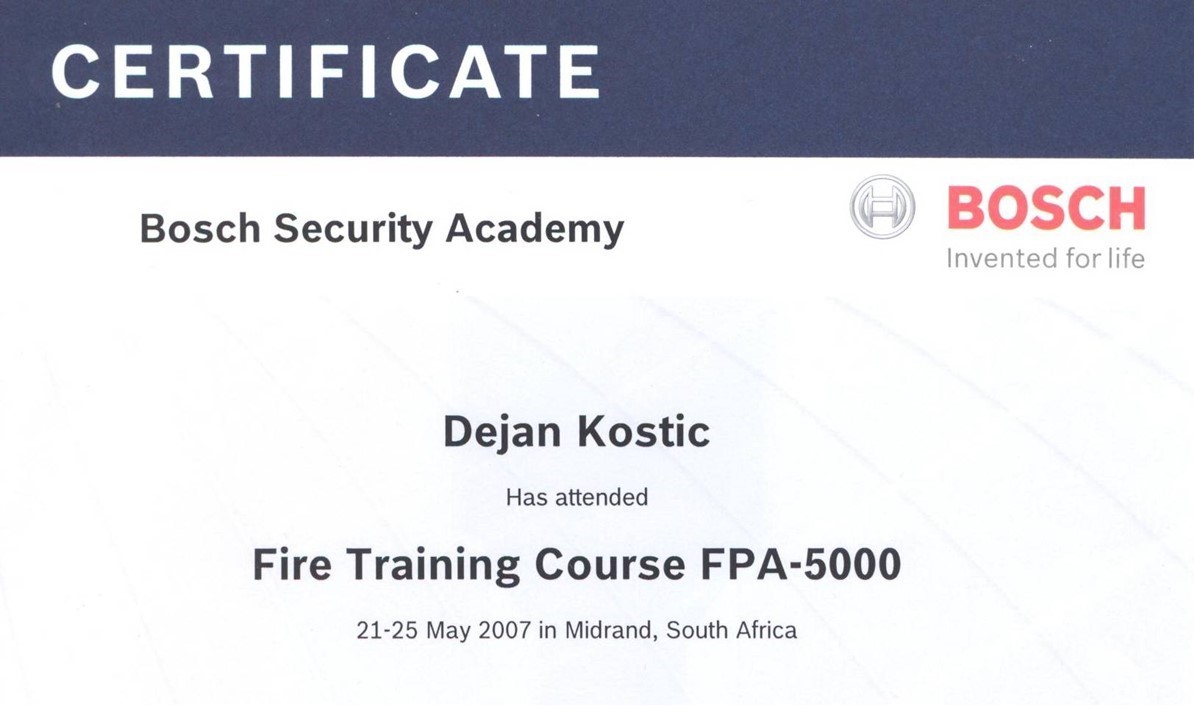 CERTIFICATE
Bosch Security Academy
BOSCH
Invented for life
Dejan Kostic
Has attended
Fire Training Course FPA-5000
21-25 May 2007 in Midrand, South Africa